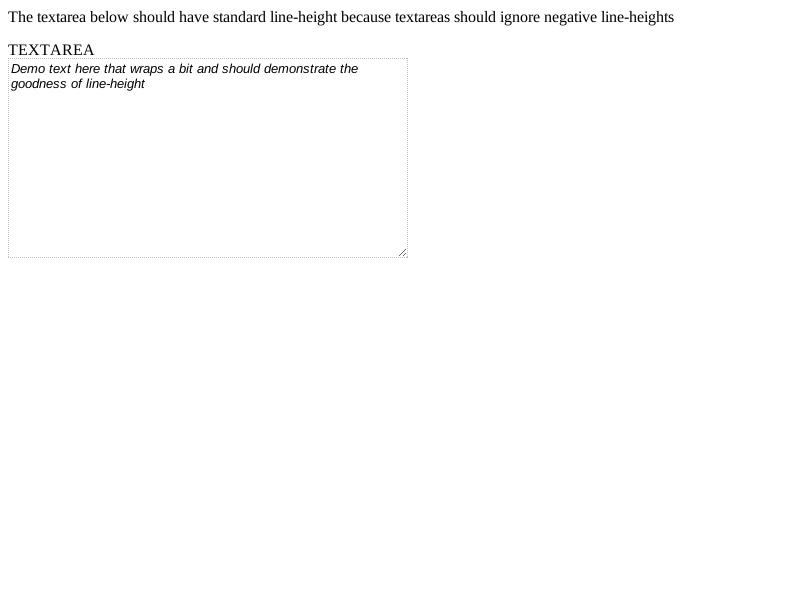 The textarea below should have standard line-height because textareas should ignore negative line-heights
TEXTAREA
Demo text here that wraps a bit and should demonstrate the
goodness of line-height